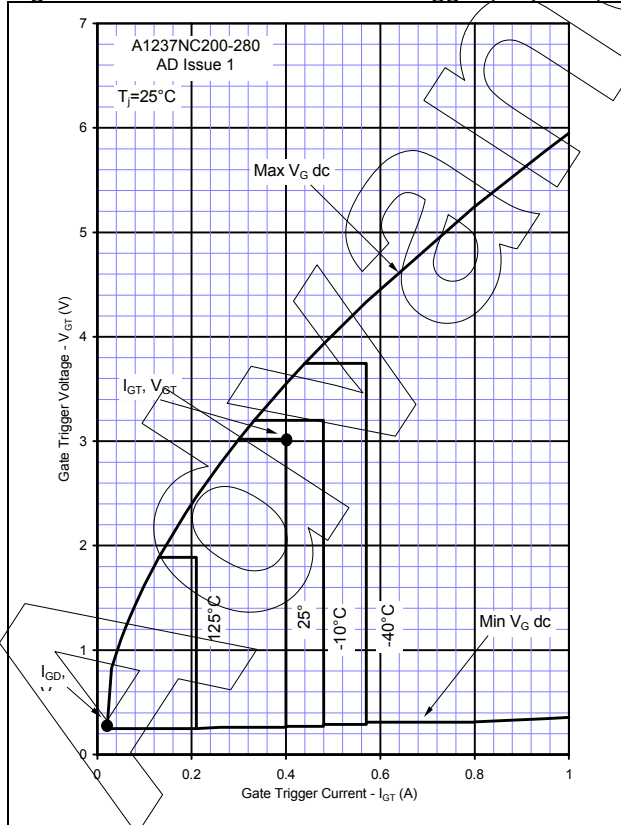 A1237NC200-280
AD Issue 1
Tj=25°C
7
6
5
4
3
2
1
0
Gate Trigger Voltage - VGT (V)
Max VG dc
IGT, VGT
125°C
25°
-10°C
-40°C
Min VG dc
IGD,
0
0.2
0.4
0.6
0.8
1
Gate Trigger Current - IGT (A)